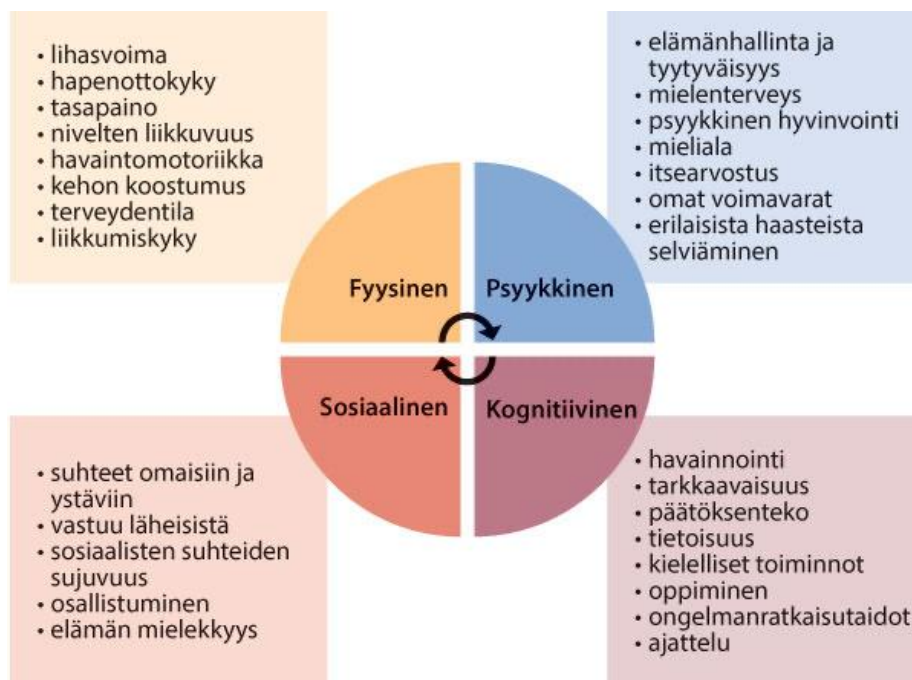 • lihasvoima
• hapenottokyky
• tasapaino
• nivelten liikkuvuus
• havaintomotoriikka
• kehon koostumus
• terveydentila
• liikkumiskyky
• elämänhallinta ja
tyytyväisyys
• mielenterveys
• psyykkinen hyvinvointi
• mieliala
• itsearvostus
• omat voimavarat
• erilaisista haasteista
selviäminen
Fyysinen
Psyykkinen
Sosiaalinen
Kognitiivinen
• suhteet omaisiin ja
ystäviin
• vastuu läheisistä
• sosiaalisten suhteiden
sujuvuus
• osallistuminen
• elämän mielekkyys
• havainnointi
• tarkkaavaisuus
• päätöksenteko
• tietoisuus
• kielelliset toiminnot
• oppiminen
• ongelmanratkaisutaidot
• ajattelu